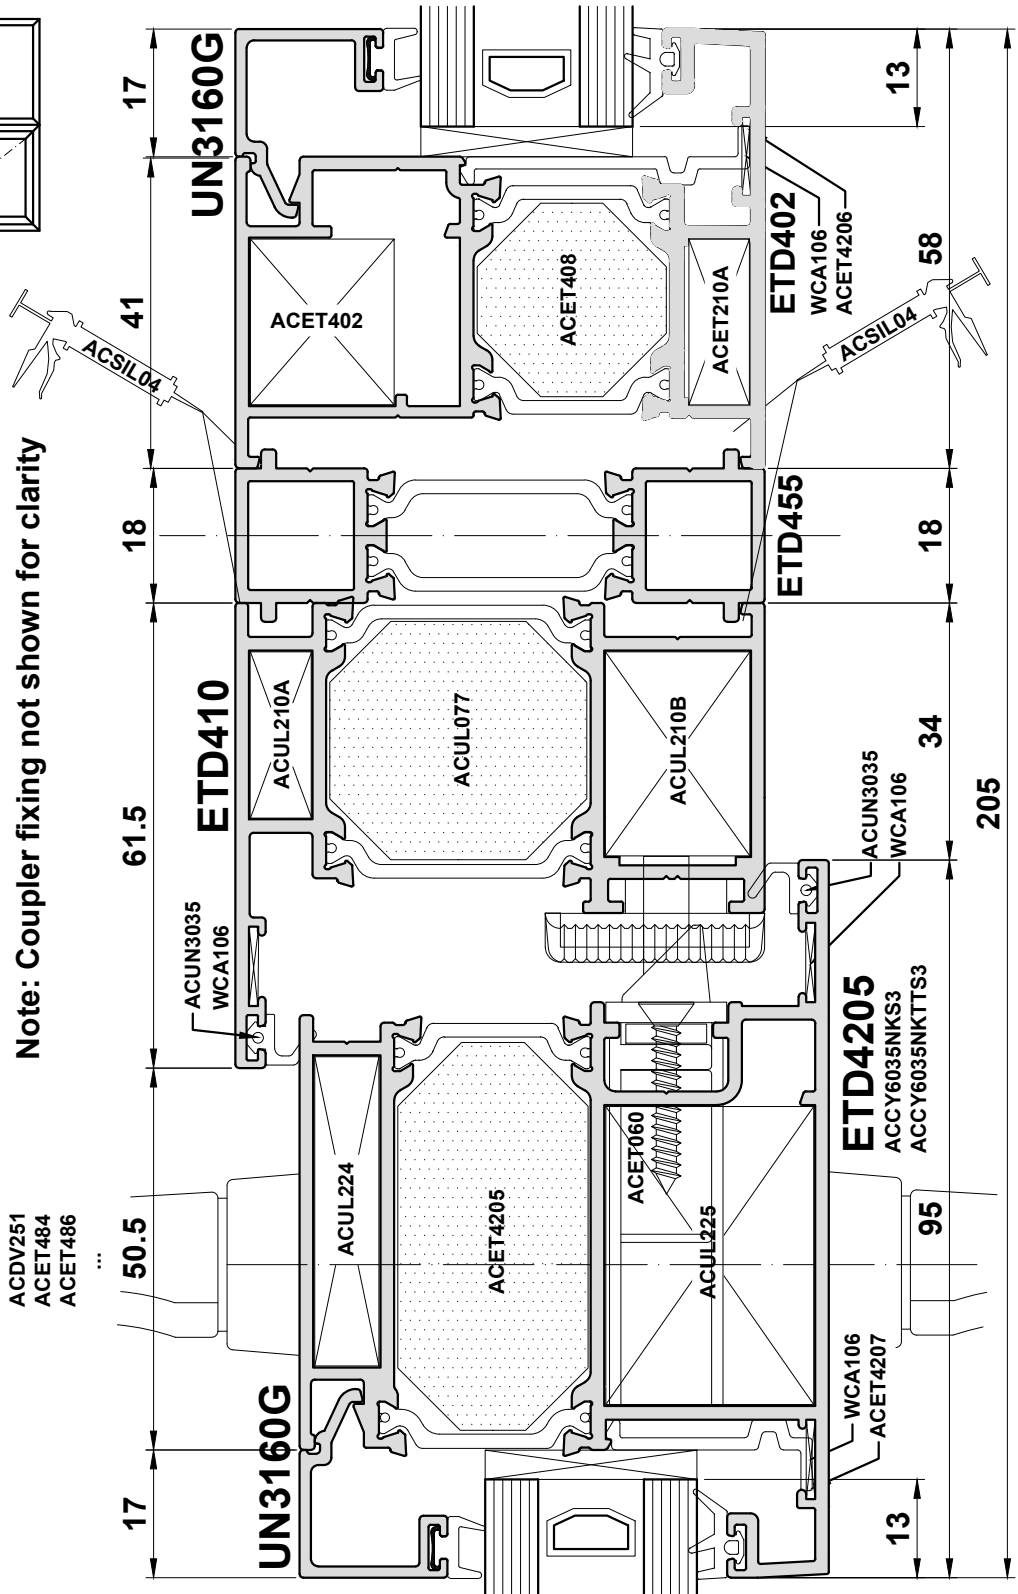 17
UN3160G
13
ETD402
WCA106
ACET4206
41
58
ACET402
ACET408
ACET210A
ACSIL04
ACSIL04
Note: Coupler fixing not shown for clarity
18
ETD455
18
ETD410
ACUL210A
ACUL077
ACUL210B
61.5
34
205
ACUN3035
WCA106
ACUN3035
WCA106
ETD4205
ACCY6035NKS3
ACCY6035NKTTS3
ACDV251
ACET484
ACET486
...
50.5
ACUL224
ACET4205
ACET060
ACUL225
95
WCA106
ACET4207
UN3160G
17
13